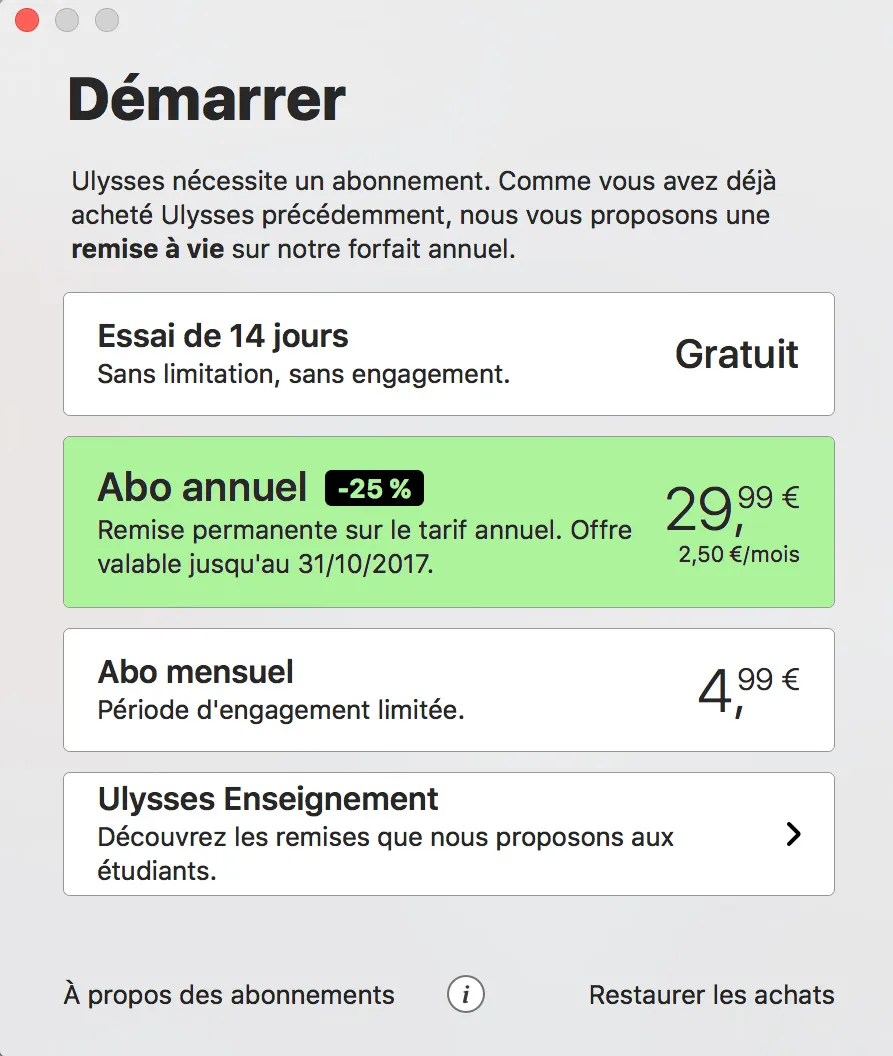 Démarrer
Ulysses nécessite un abonnement. Comme vous avez déjà
acheté Ulysses précédemment, nous vous proposons une
remise à vie sur notre forfait annuel.
Essai de 14 jours
Sans limitation, sans engagement.
Gratuit
Abo annuel -25 %
Remise permanente sur le tarif annuel. Offre
valable jusqu'au 31/10/2017.
29,99 €
2,50 €/mois
Abo mensuel
Période d'engagement limitée.
4,99 €
Ulysses Enseignement
Découvrez les remises que nous proposons aux
étudiants.
À propos des abonnements i Restaurer les achats